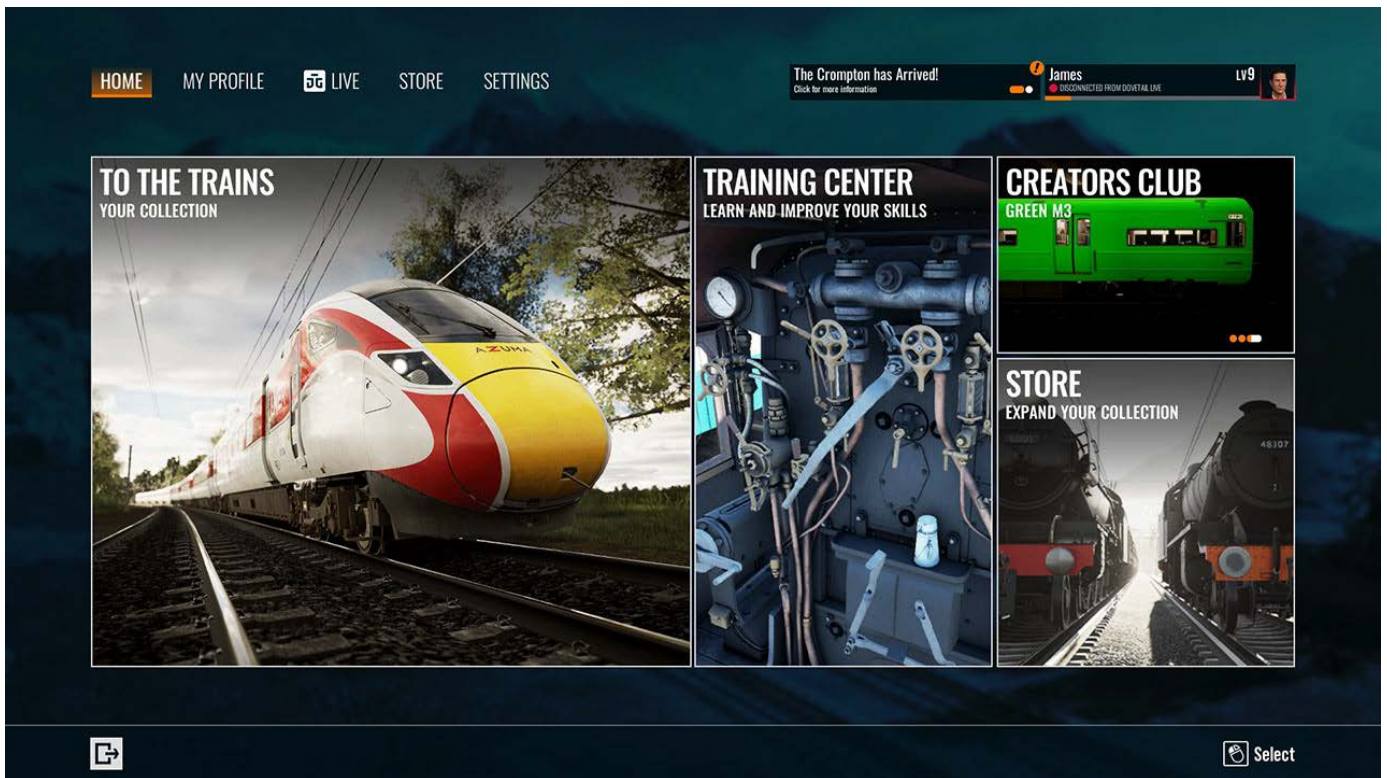 HOME
MY PROFILE
LIVE
STORE
SETTINGS
The Crompton has Arrived!
Click for more information
!
James
DISCONNECTED FROM DOVETAIL LIVE
LV9
TO THE TRAINS
YOUR COLLECTION
AZUMA
TRAINING CENTER
LEARN AND IMPROVE YOUR SKILLS
CREATORS CLUB
GREEN M3
STORE
EXPAND YOUR COLLECTION
48307
Select